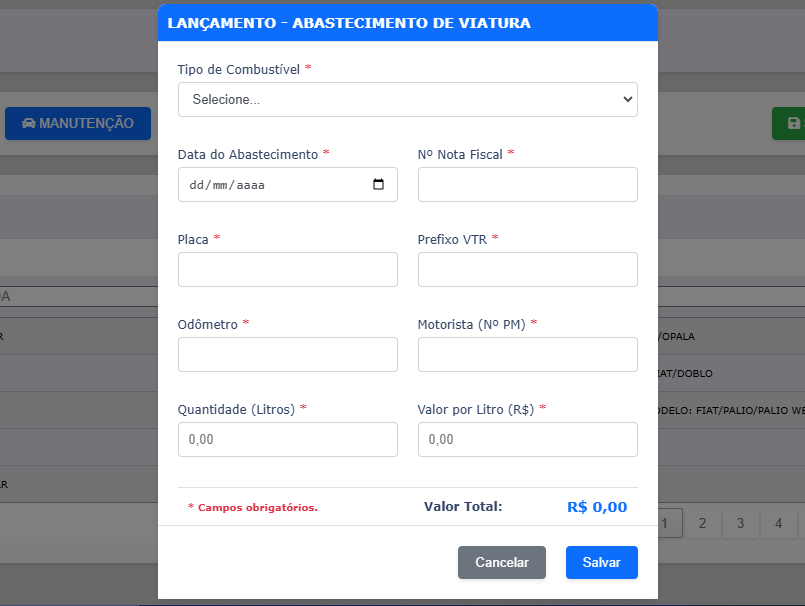 LANÇAMENTO - ABASTECIMENTO DE VIATURA
Tipo de Combustível *
Selecione...
MANUTENÇÃO
Data do Abastecimento * Nº Nota Fiscal *
dd/mm/aaaa
Placa * Prefixo VTR *
Odômetro * Motorista (Nº PM) *
/OPALA
IAT/DOBLO
Quantidade (Litros) * Valor por Litro (R$) *
ODELO: FIAT/PALIO/PALIO WE
0,00 0,00
* Campos obrigatórios. Valor Total: R$ 0,00
1 2 3 4
Cancelar Salvar